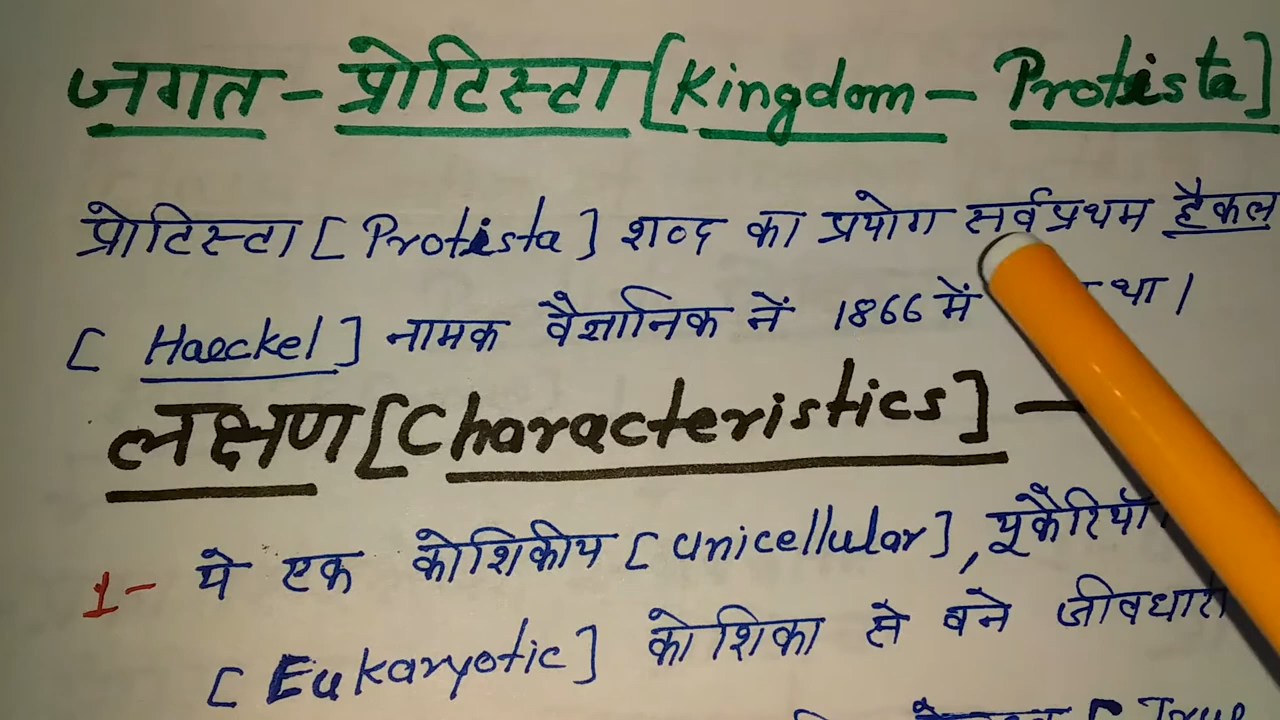 जगत - प्रोटिस्टा [Kingdom - Protista]
प्रोटिस्टा [Protista] शब्द का प्रयोग सर्वप्रथम हैकल
[Haeckel] नामक वैज्ञानिक नें 1866 में था।
लक्षण [Characteristics] -
1- ये एक कोशिकीय [unicellular], यूकैरियॉ
[Eukaryotic] कोशिका से बने जीवधारी
[True